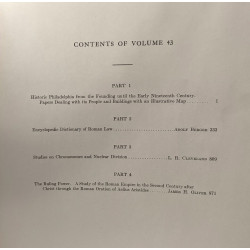 CONTENTS OF VOLUME 43
PART 1
Historic Philadelphia from the Founding until the Early Nineteenth Century.
Papers Dealing with its People and Buildings with an Illustrative Map 1
PART 2
Encyclopedic Dictionary of Roman Law ADOLF BERGER 333
PART 3
Studies on Chromosomes and Nuclear Division L. R. CLEVELAND 809
PART 4
The Ruling Power. A Study of the Roman Empire in the Second Century after
Christ through the Roman Oration of Aelius Aristides JAMES H. OLIVER 871